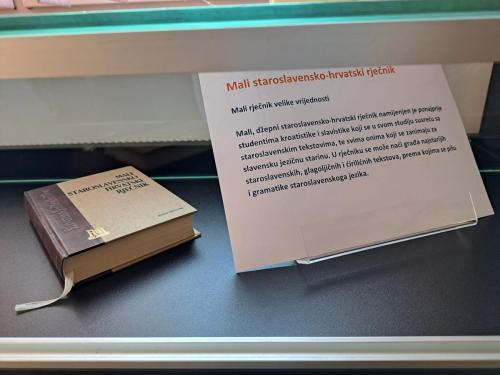 Mali staroslavensko-hrvatski rječnik
Mali rječnik velike vrijednosti
Mali, džepni staroslavensko-hrvatski rječnik namijenjen je ponajprije
studentima kroatistike i slavistike koji se u svom studiju susreću sa
staroslavenskim tekstovima, te svima onima koji se zanimaju za
slavensku jezičnu starinu. U rječniku se može naći građa najstarijih
staroslavenskih, glagoljičnih i ćiriličnih tekstova, prema kojima se pišu
i gramatike staroslavenskoga jezika.
MALI
STAROSLAVENSKO
HRVATSKI
RJEČNIK